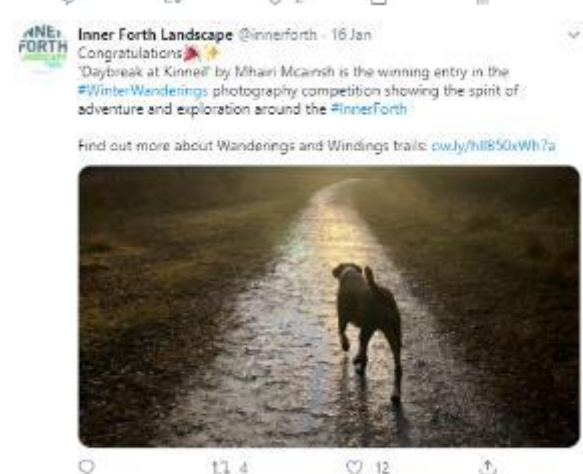 INNER
FORTH
LANDSCAPE
Inner Forth Landscape @innerforth · 16 Jan
Congratulations🎉✨
'Daybreak at Kinneil' by Mhairi Mcainsh is the winning entry in the
#WinterWanderings photography competition showing the spirit of
adventure and exploration around the #InnerForth
Find out more about Wanderings and Windings trails:
4
12